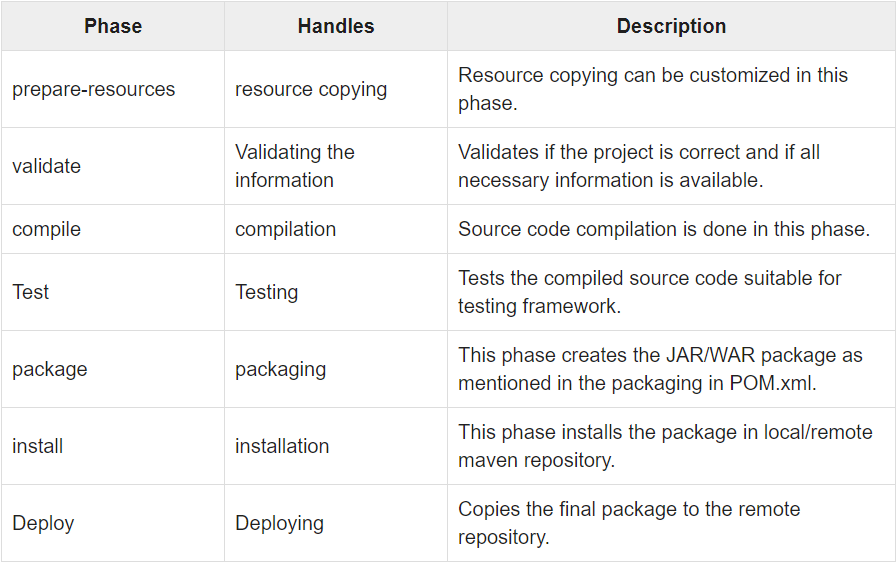 Phase Handles Description
prepare-resources resource copying Resource copying can be customized in this
phase.
validate Validating the
information Validates if the project is correct and if all
necessary information is available.
compile compilation Source code compilation is done in this phase.
Test Testing Tests the compiled source code suitable for
testing framework.
package packaging This phase creates the JAR/WAR package as
mentioned in the packaging in POM.xml.
install installation This phase installs the package in local/remote
maven repository.
Deploy Deploying Copies the final package to the remote
repository.